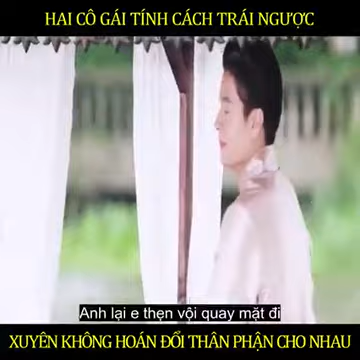 HAI CÔ GÁI TÍNH CÁCH TRÁI NGƯỢC
Anh lại e thẹn vội quay mặt đi
XUYÊN KHÔNG HOÁN ĐỔI THÂN PHẬN CHO NHAU